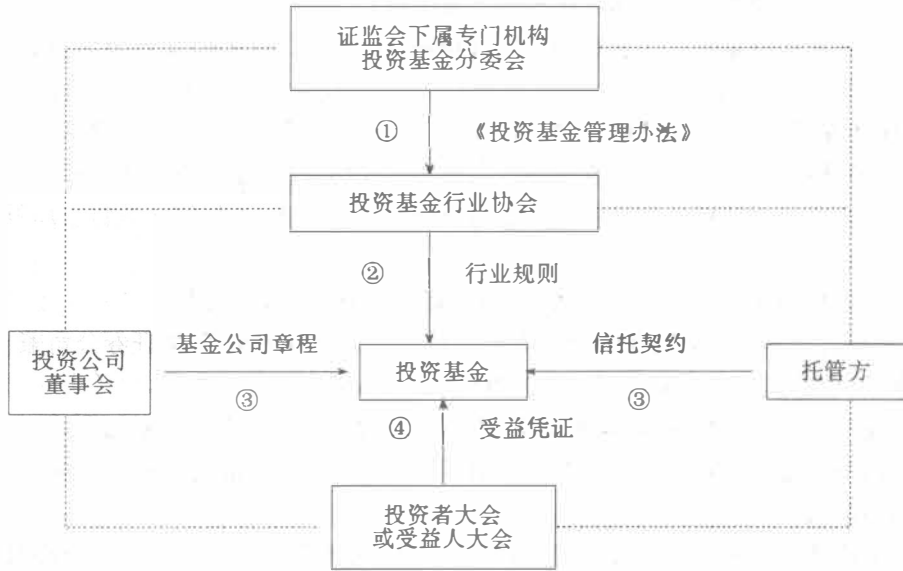 证监会下属专门机构
投资基金分委会
①
《投资基金管理办法》
投资基金行业协会
②
行业规则
投资公司
董事会
基金公司章程
③
投资基金
信托契约
③
托管方
④
受益凭证
投资者大会
或受益人大会